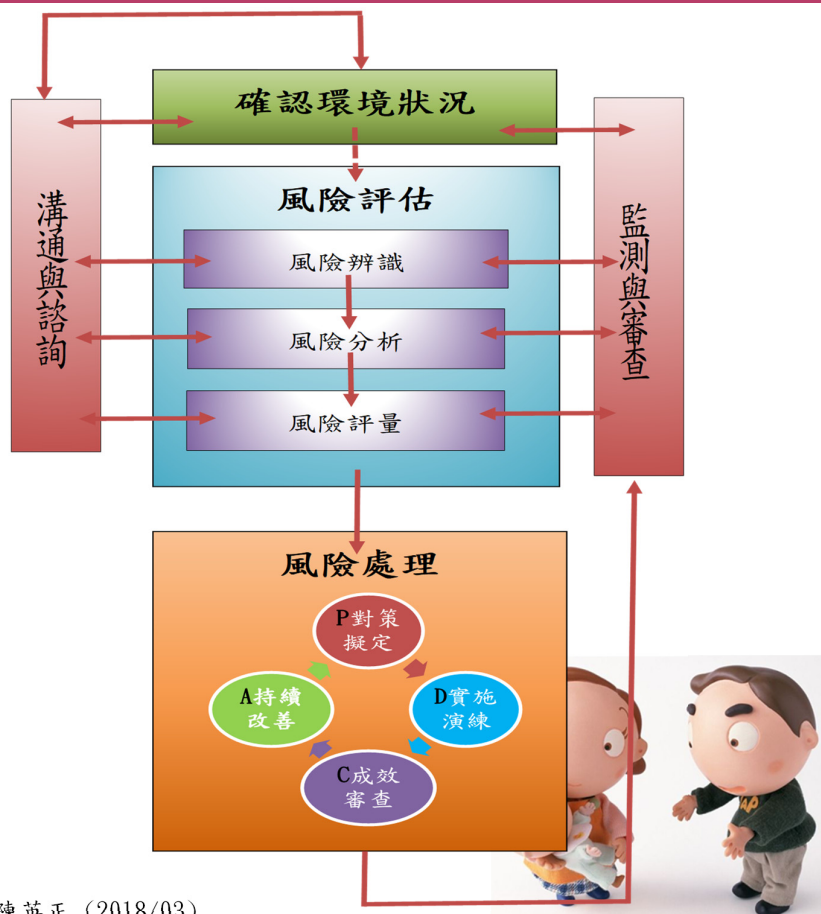 確認環境狀況
溝通與諮詢
監測與審查
風險評估
風險辨識
風險分析
風險評量
風險處理
P對策
擬定
A持續
改善
D實施
演練
C成效
審查
陳英正 (2018/03)